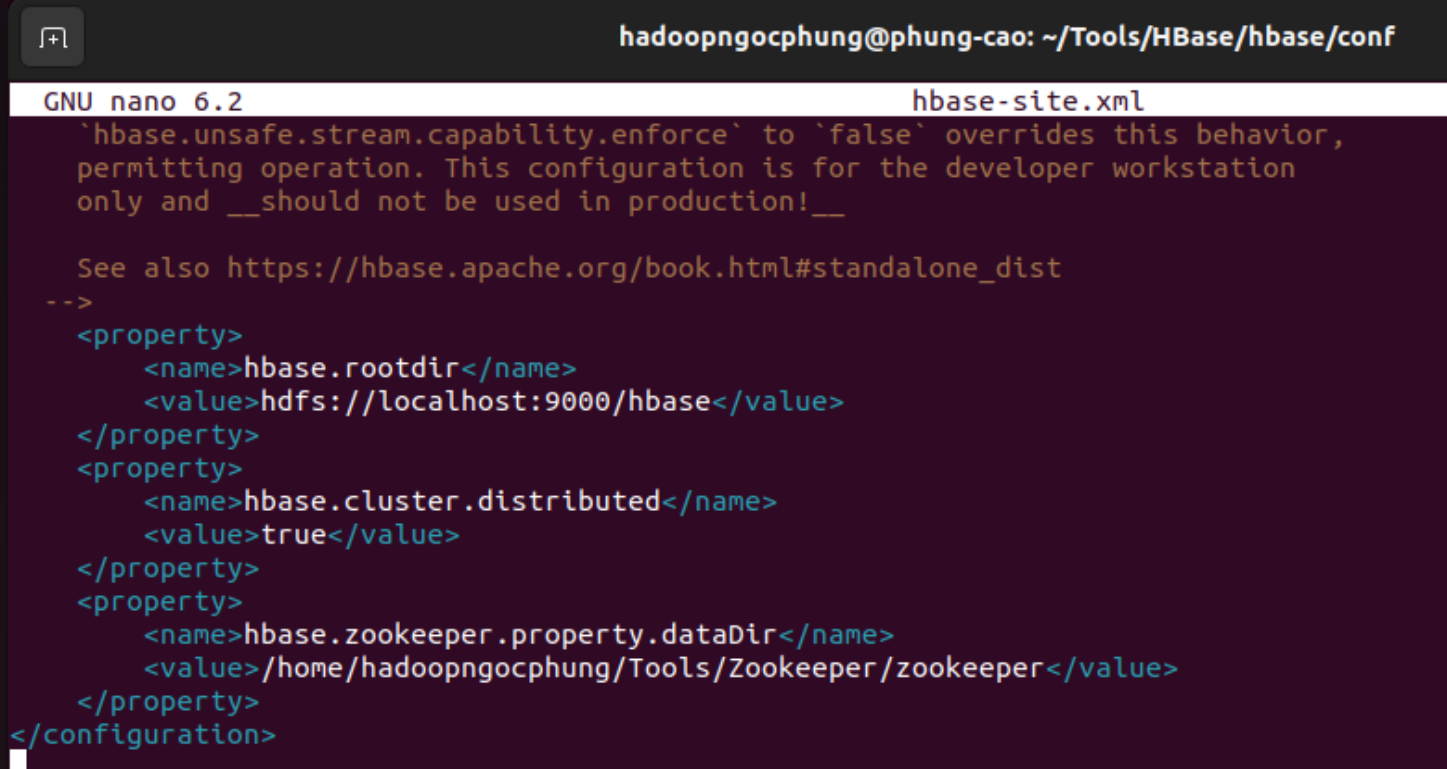 hadoopngocphung@phung-cao: ~/Tools/HBase/hbase/conf
GNU nano 6.2 hbase-site.xml
`hbase.unsafe.stream.capability.enforce` to `false` overrides this behavior,
permitting operation. This configuration is for the developer workstation
only and __should not be used in production!__
See also https://hbase.apache.org/book.html#standalone_dist
-->
<property>
<name>hbase.rootdir</name>
<value>hdfs://localhost:9000/hbase</value>
</property>
<property>
<name>hbase.cluster.distributed</name>
<value>true</value>
</property>
<property>
<name>hbase.zookeeper.property.dataDir</name>
<value>/home/hadoopngocphung/Tools/Zookeeper/zookeeper</value>
</property>
</configuration>